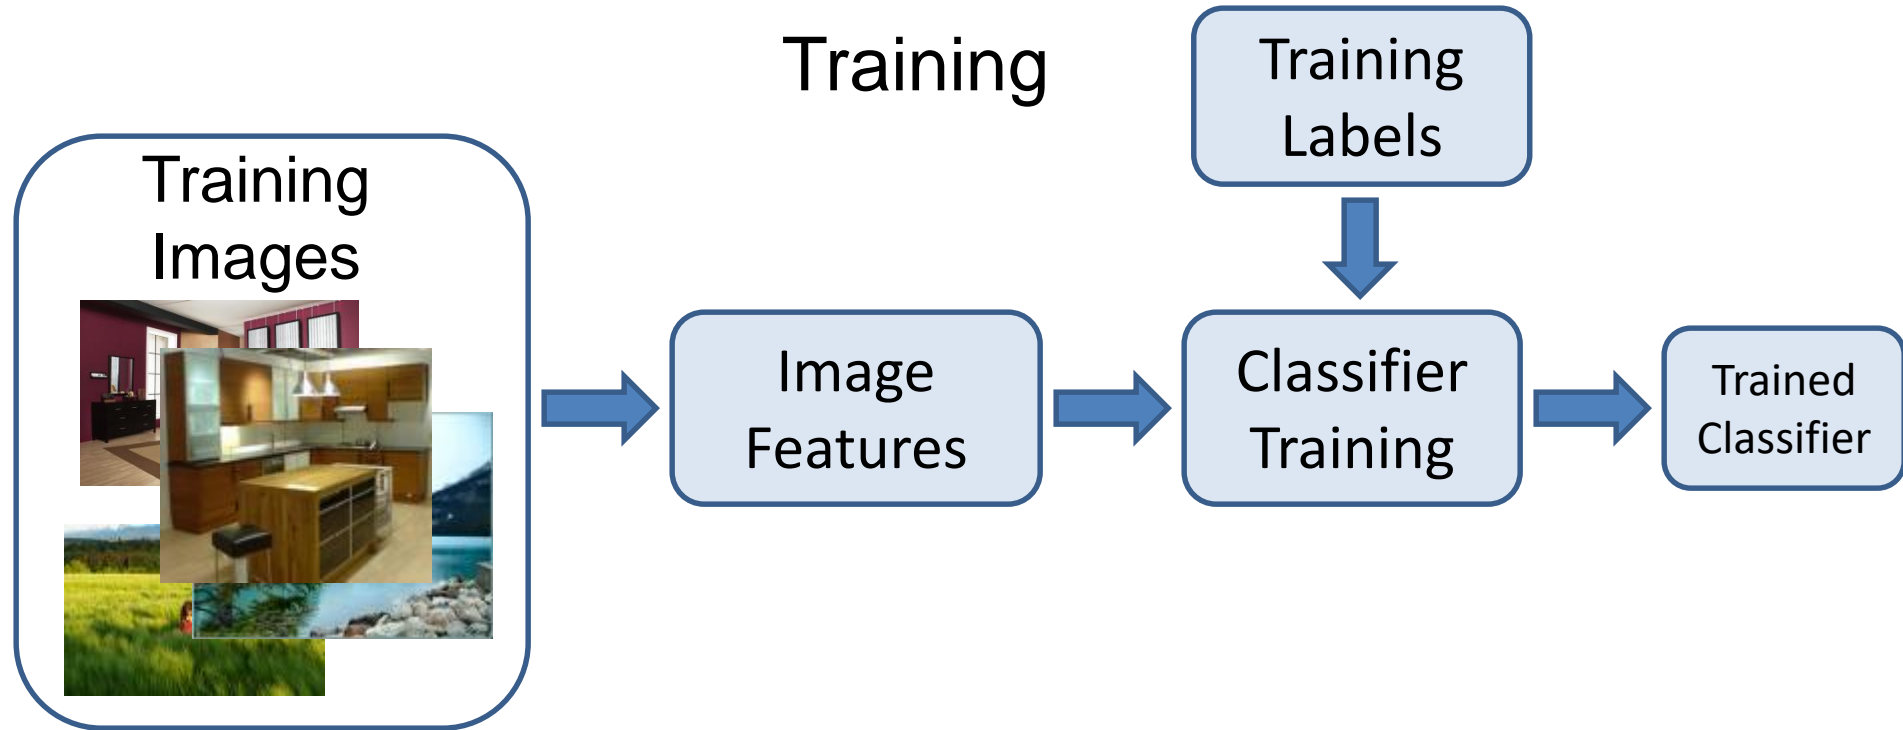 Training
Training
Labels
Training
Images
Image
Features
Classifier
Training
Trained
Classifier